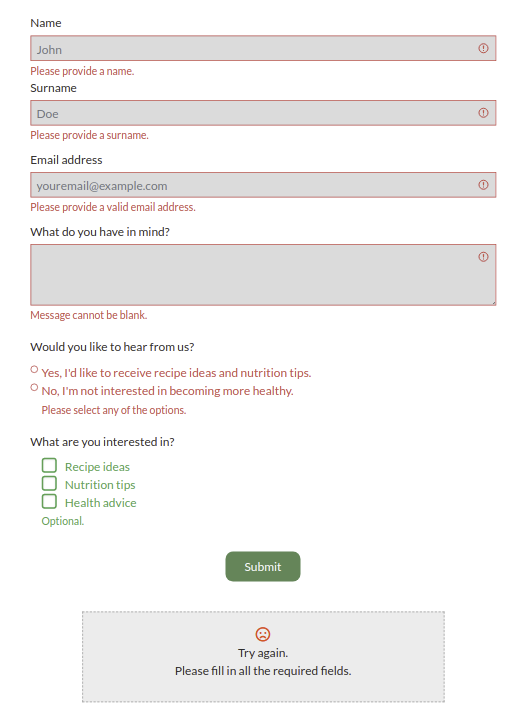 Name
John
Please provide a name.
Surname
Doe
Please provide a surname.
Email address
youremail@example.com
Please provide a valid email address.
What do you have in mind?
Message cannot be blank.
Would you like to hear from us?
Yes, I'd like to receive recipe ideas and nutrition tips.
No, I'm not interested in becoming more healthy.
Please select any of the options.
What are you interested in?
Recipe ideas
Nutrition tips
Health advice
Optional.
Submit
Try again.
Please fill in all the required fields.